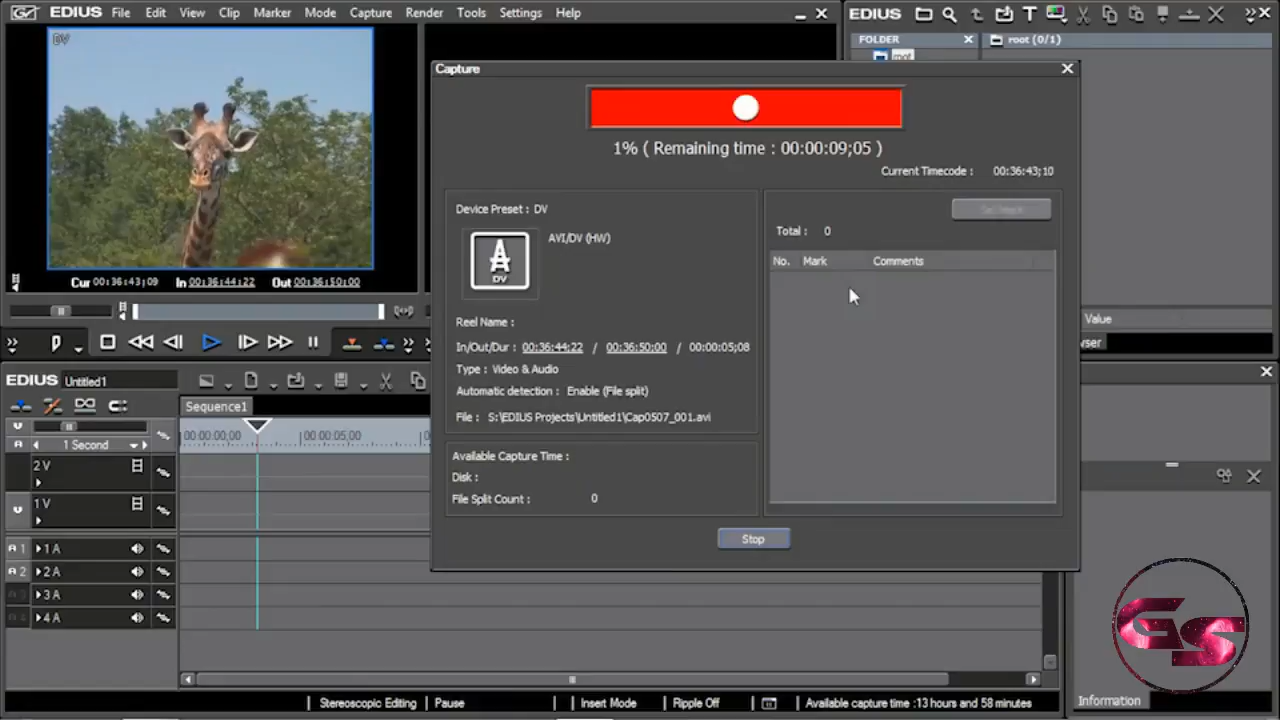 EDIUS File Edit View Clip Marker Mode Capture Render Tools Settings Help
DV
Cur 00:36:43;09 In 00:36:44;22 Out 00:36:50;00
EDIUS
FOLDER
root (0/1)
root
Capture
1% ( Remaining time : 00:00:09;05 )
Current Timecode : 00:36:43;10
Device Preset : DV
AVI/DV (HW)
DV
Reel Name :
In/Out/Dur : 00:36:44;22 / 00:36:50;00 / 00:00:05;08
Type : Video & Audio
Automatic detection : Enable (File split)
File : S:\EDIUS Projects\Untitled1\Cap0507_001.avi
Available Capture Time :
Disk :
File Split Count : 0
Total : 0
No. Mark Comments
Stop
Value
EDIUS Untitled1
Sequence1
1 Second
00:00:00;00 00:00:05;00
2 V
1 V
A 1 1 A
A 2 2 A
3 A
4 A
Stereoscopic Editing Pause Insert Mode Ripple Off Available capture time :13 hours and 58 minutes
Information
GS